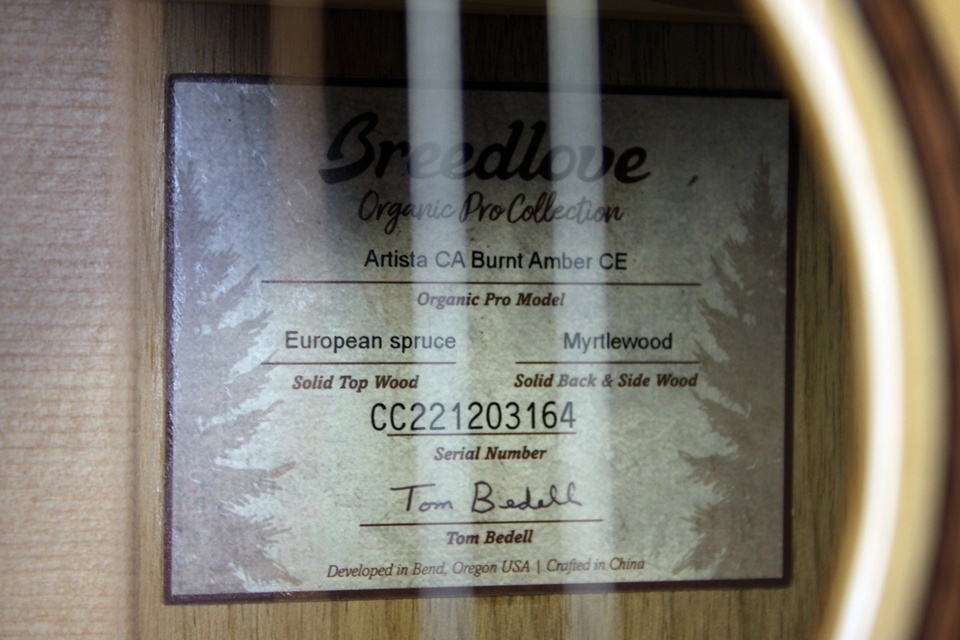 Breedlove
Organic Pro Collection
Artista CA Burnt Amber CE
Organic Pro Model
European spruce Myrtlewood
Solid Top Wood Solid Back & Side Wood
CC221203164
Serial Number
Tom Bedell
Tom Bedell
Developed in Bend, Oregon USA | Crafted in China